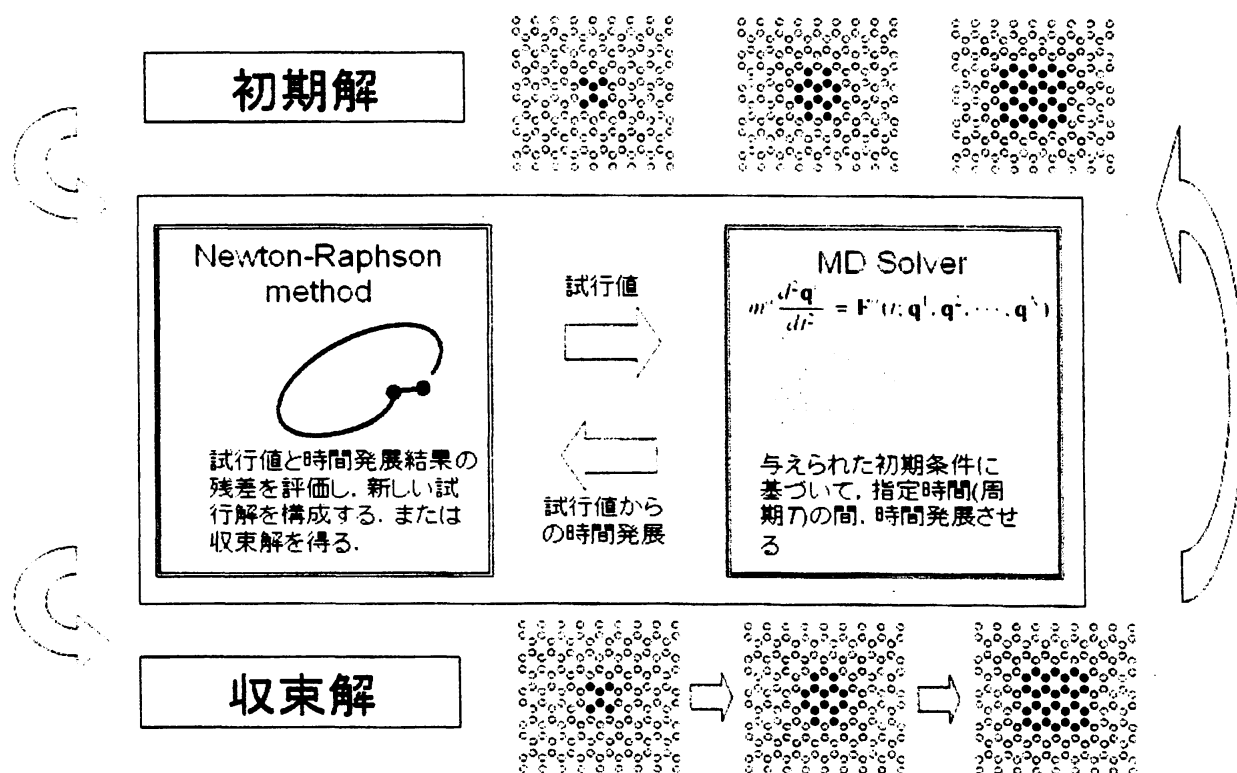 初期解
Newton-Raphson
method
試行値と時間発展結果の
残差を評価し, 新しい試
行解を構成する. または
収束解を得る.
試行値
試行値から
の時間発展
MD Solver
与えられた初期条件に
基づいて, 指定時間(周
期T)の間, 時間発展させ
る
収束解